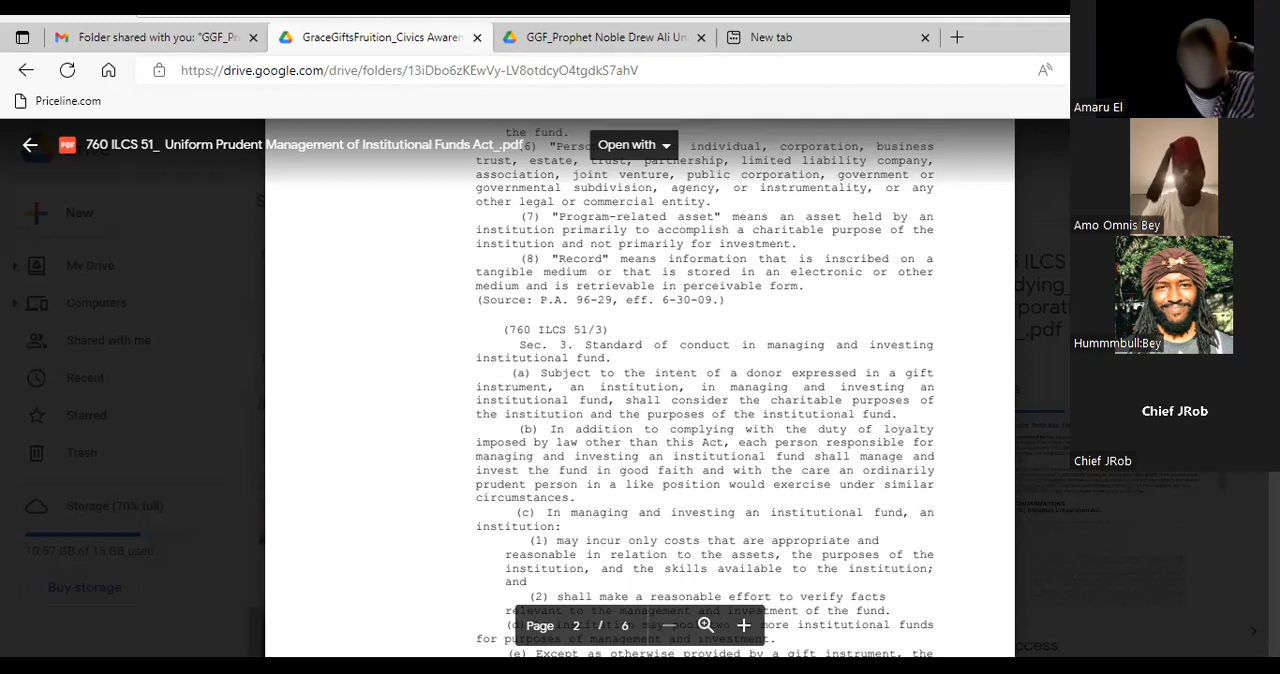 Folder shared with you: "GGF_Pr
GraceGiftsFruition_Civics Awaren
GGF_Prophet Noble Drew Ali Un
New tab
https://drive.google.com/drive/folders/13iDbo6zKEwVy-LV8otdcyO4tgdkS7ahV
Priceline.com
760 ILCS 51_ Uniform Prudent Management of Institutional Funds Act_.pdf
Open with
New
My Drive
Computers
Shared with me
Recent
Starred
Trash
Storage (70% full)
10.57 GB of 15 GB used
Buy storage
the fund.
individual, corporation, business
trust, estate, trust, partnership, limited liability company,
association, joint venture, public corporation, government or
governmental subdivision, agency, or instrumentality, or any
other legal or commercial entity.
(7) "Program-related asset" means an asset held by an
institution primarily to accomplish a charitable purpose of the
institution and not primarily for investment.
(8) "Record" means information that is inscribed on a
tangible medium or that is stored in an electronic or other
medium and is retrievable in perceivable form.
(Source: P.A. 96-29, eff. 6-30-09.)
(760 ILCS 51/3)
Sec. 3. Standard of conduct in managing and investing
institutional fund.
(a) Subject to the intent of a donor expressed in a gift
instrument, an institution, in managing and investing an
institutional fund, shall consider the charitable purposes of
the institution and the purposes of the institutional fund.
(b) In addition to complying with the duty of loyalty
imposed by law other than this Act, each person responsible for
managing and investing an institutional fund shall manage and
invest the fund in good faith and with the care an ordinarily
prudent person in a like position would exercise under similar
circumstances.
(c) In managing and investing an institutional fund, an
institution:
(1) may incur only costs that are appropriate and
reasonable in relation to the assets, the purposes of the
institution, and the skills available to the institution;
and
(2) shall make a reasonable effort to verify facts
relevant to the management and investment of the fund.
more institutional funds
for purposes of management and investment.
(e) Except as otherwise provided by a gift instrument, the
Page 2 / 6
Amaru El
Amo Omnis Bey
Hummmbull:Bey
Chief JRob
Chief JRob